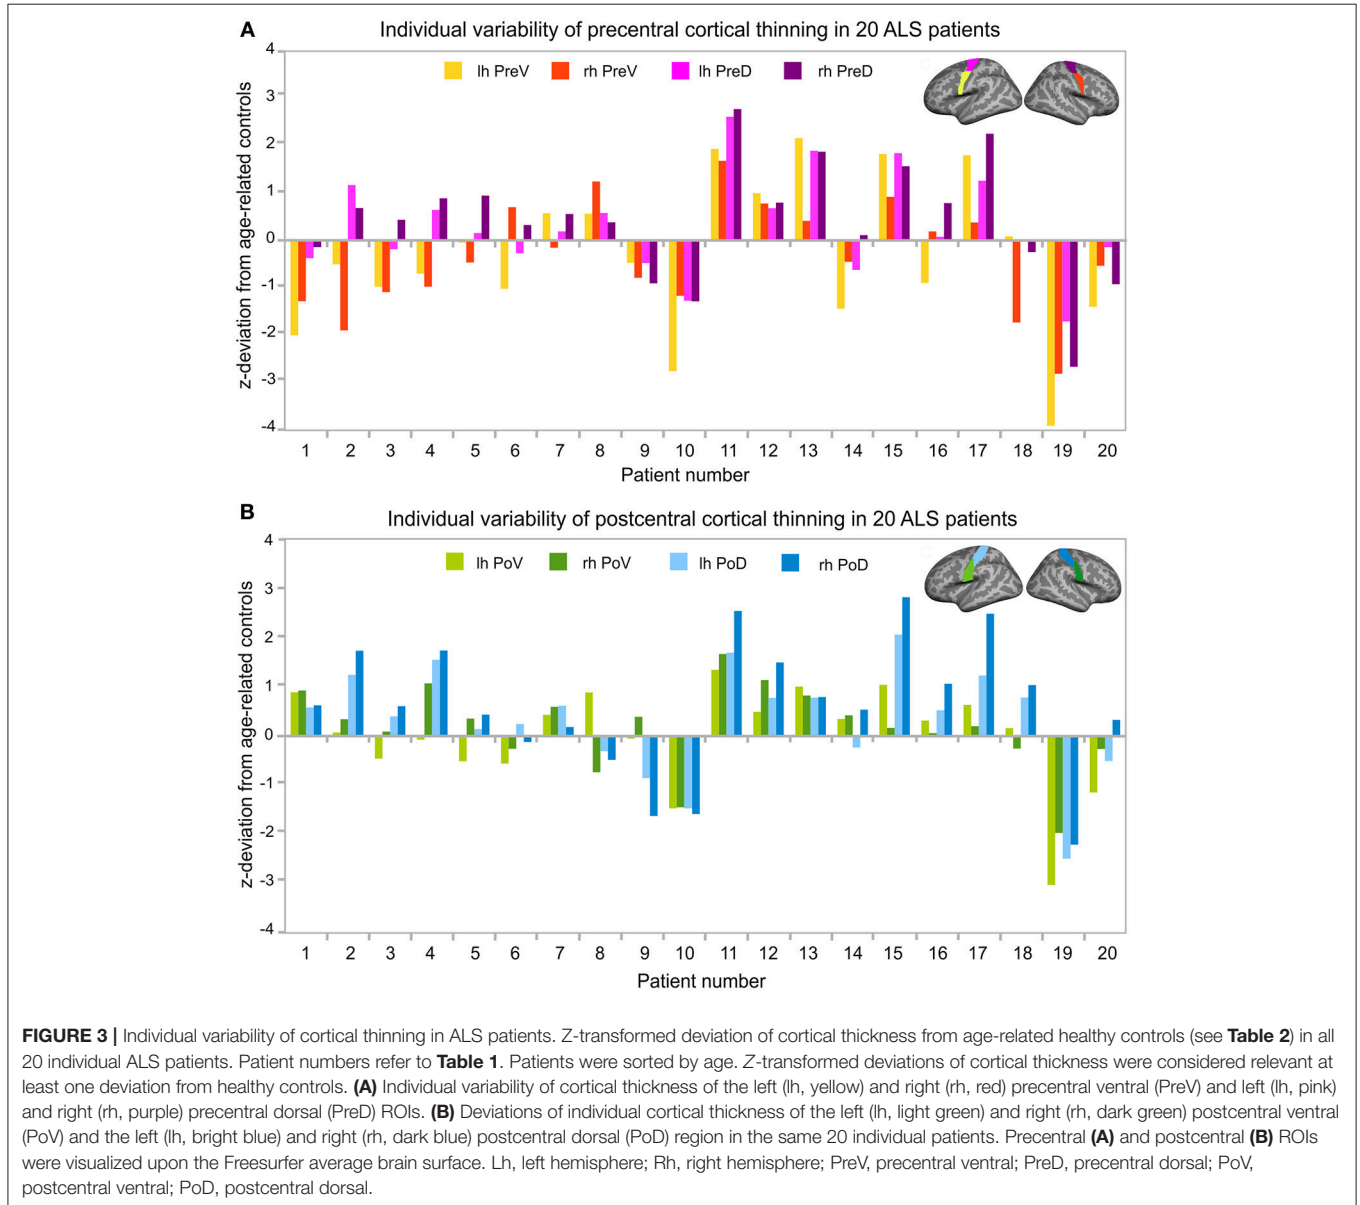 A
Individual variability of precentral cortical thinning in 20 ALS patients
lh PreV rh PreV lh PreD rh PreD
z-deviation from age-related controls
4
3
2
1
0
-1
-2
-3
-4
1 2 3 4 5 6 7 8 9 10 11 12 13 14 15 16 17 18 19 20
Patient number
B
Individual variability of postcentral cortical thinning in 20 ALS patients
lh PoV rh PoV lh PoD rh PoD
z-deviation from age-related controls
4
3
2
1
0
-1
-2
-3
-4
1 2 3 4 5 6 7 8 9 10 11 12 13 14 15 16 17 18 19 20
Patient number
FIGURE 3 | Individual variability of cortical thinning in ALS patients. Z-transformed deviation of cortical thickness from age-related healthy controls (see Table 2) in all
20 individual ALS patients. Patient numbers refer to Table 1. Patients were sorted by age. Z-transformed deviations of cortical thickness were considered relevant at
least one deviation from healthy controls. (A) Individual variability of cortical thickness of the left (lh, yellow) and right (rh, red) precentral ventral (PreV) and left (lh, pink)
and right (rh, purple) precentral dorsal (PreD) ROIs. (B) Deviations of individual cortical thickness of the left (lh, light green) and right (rh, dark green) postcentral ventral
(PoV) and the left (lh, bright blue) and right (rh, dark blue) postcentral dorsal (PoD) region in the same 20 individual patients. Precentral (A) and postcentral (B) ROIs
were visualized upon the Freesurfer average brain surface. Lh, left hemisphere; Rh, right hemisphere; PreV, precentral ventral; PreD, precentral dorsal; PoV,
postcentral ventral; PoD, postcentral dorsal.